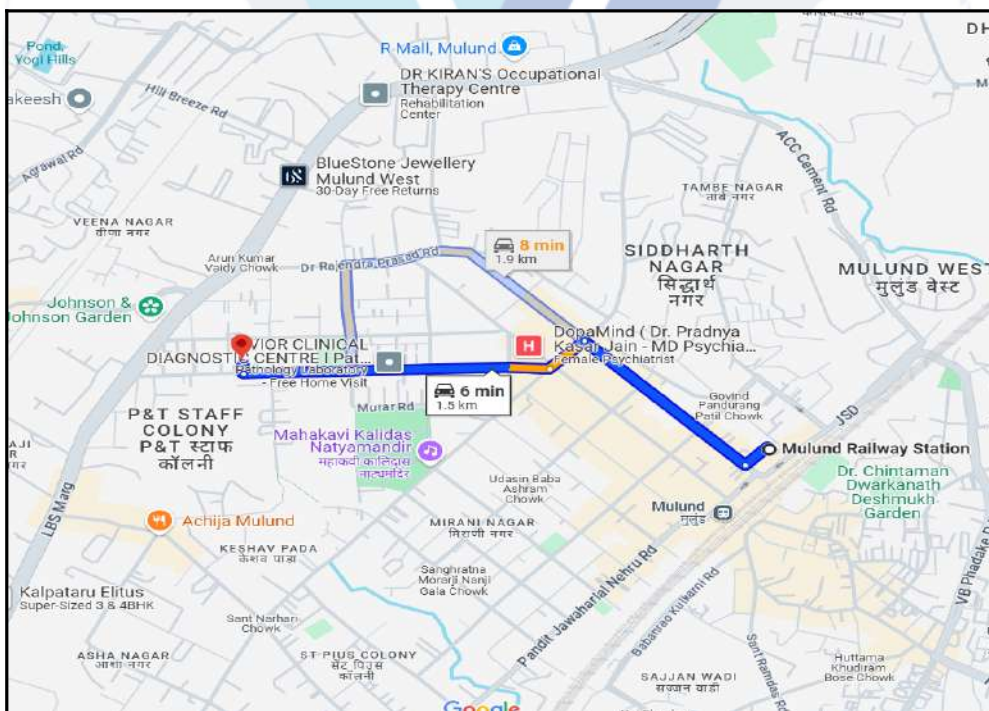 DH
Pond,
Yogi Hills
R Mall, Mulund
akeesh
Hill Breeze Rd
DR KIRAN'S Occupational
Therapy Centre
Rehabilitation
Center
Agrawal Rd
BlueStone Jewellery
Mulund West
30-Day Free Returns
ACC Cement Rd
TAMBE NAGAR
तांबे नगर
VEENA NAGAR
वीणा नगर
Arun Kumar
Vaidy Chowk
Dr Rajendra Prasad Rd
8 min
1.9 km
SIDDHARTH
NAGAR
सिद्धार्थ
नगर
MULUND WEST
मुलुंड वेस्ट
Johnson &
Johnson Garden
VIOR CLINICAL
DIAGNOSTIC CENTRE I Pat...
Pathology Laboratory
- Free Home Visit
H
DopaMind ( Dr. Pradnya
Kasar Jain - MD Psychia...
Female Psychiatrist
6 min
1.5 km
Murar Rd
Govind
Pandurang
Patil Chowk
JSD
P&T STAFF
COLONY
P&T स्टाफ
कॉलनी
Mahakavi Kalidas
Natyamandir
महाकवी कालिदास
नाट्यमंदिर
Mulund Railway Station
Dr. Chintaman
Dwarkanath
Deshmukh
Garden
AJI
GAR
नगर
LBS Marg
Udasin Baba
Ashram
Chowk
Mulund
मुलुंड
Achija Mulund
MIRANI NAGAR
मिराणी नगर
KESHAV PADA
केशव पाडा
Sanghratna
Morarji Nanji
Gala Chowk
Pandit Jawaharlal Nehru Rd
Babanrao Kulkarni Rd
VB Phadake
Kalpataru Elitus
Super-Sized 3 & 4BHK
Sant Narhari
Chowk
ASHA NAGAR
आशा नगर
ST PIUS COLONY
सेंट पिउस
कॉलनी
SAJJAN WADI
सज्जन वाडी
Sant Ramdas Rd
Huttama
Khudiram
Bose Chowk
Google